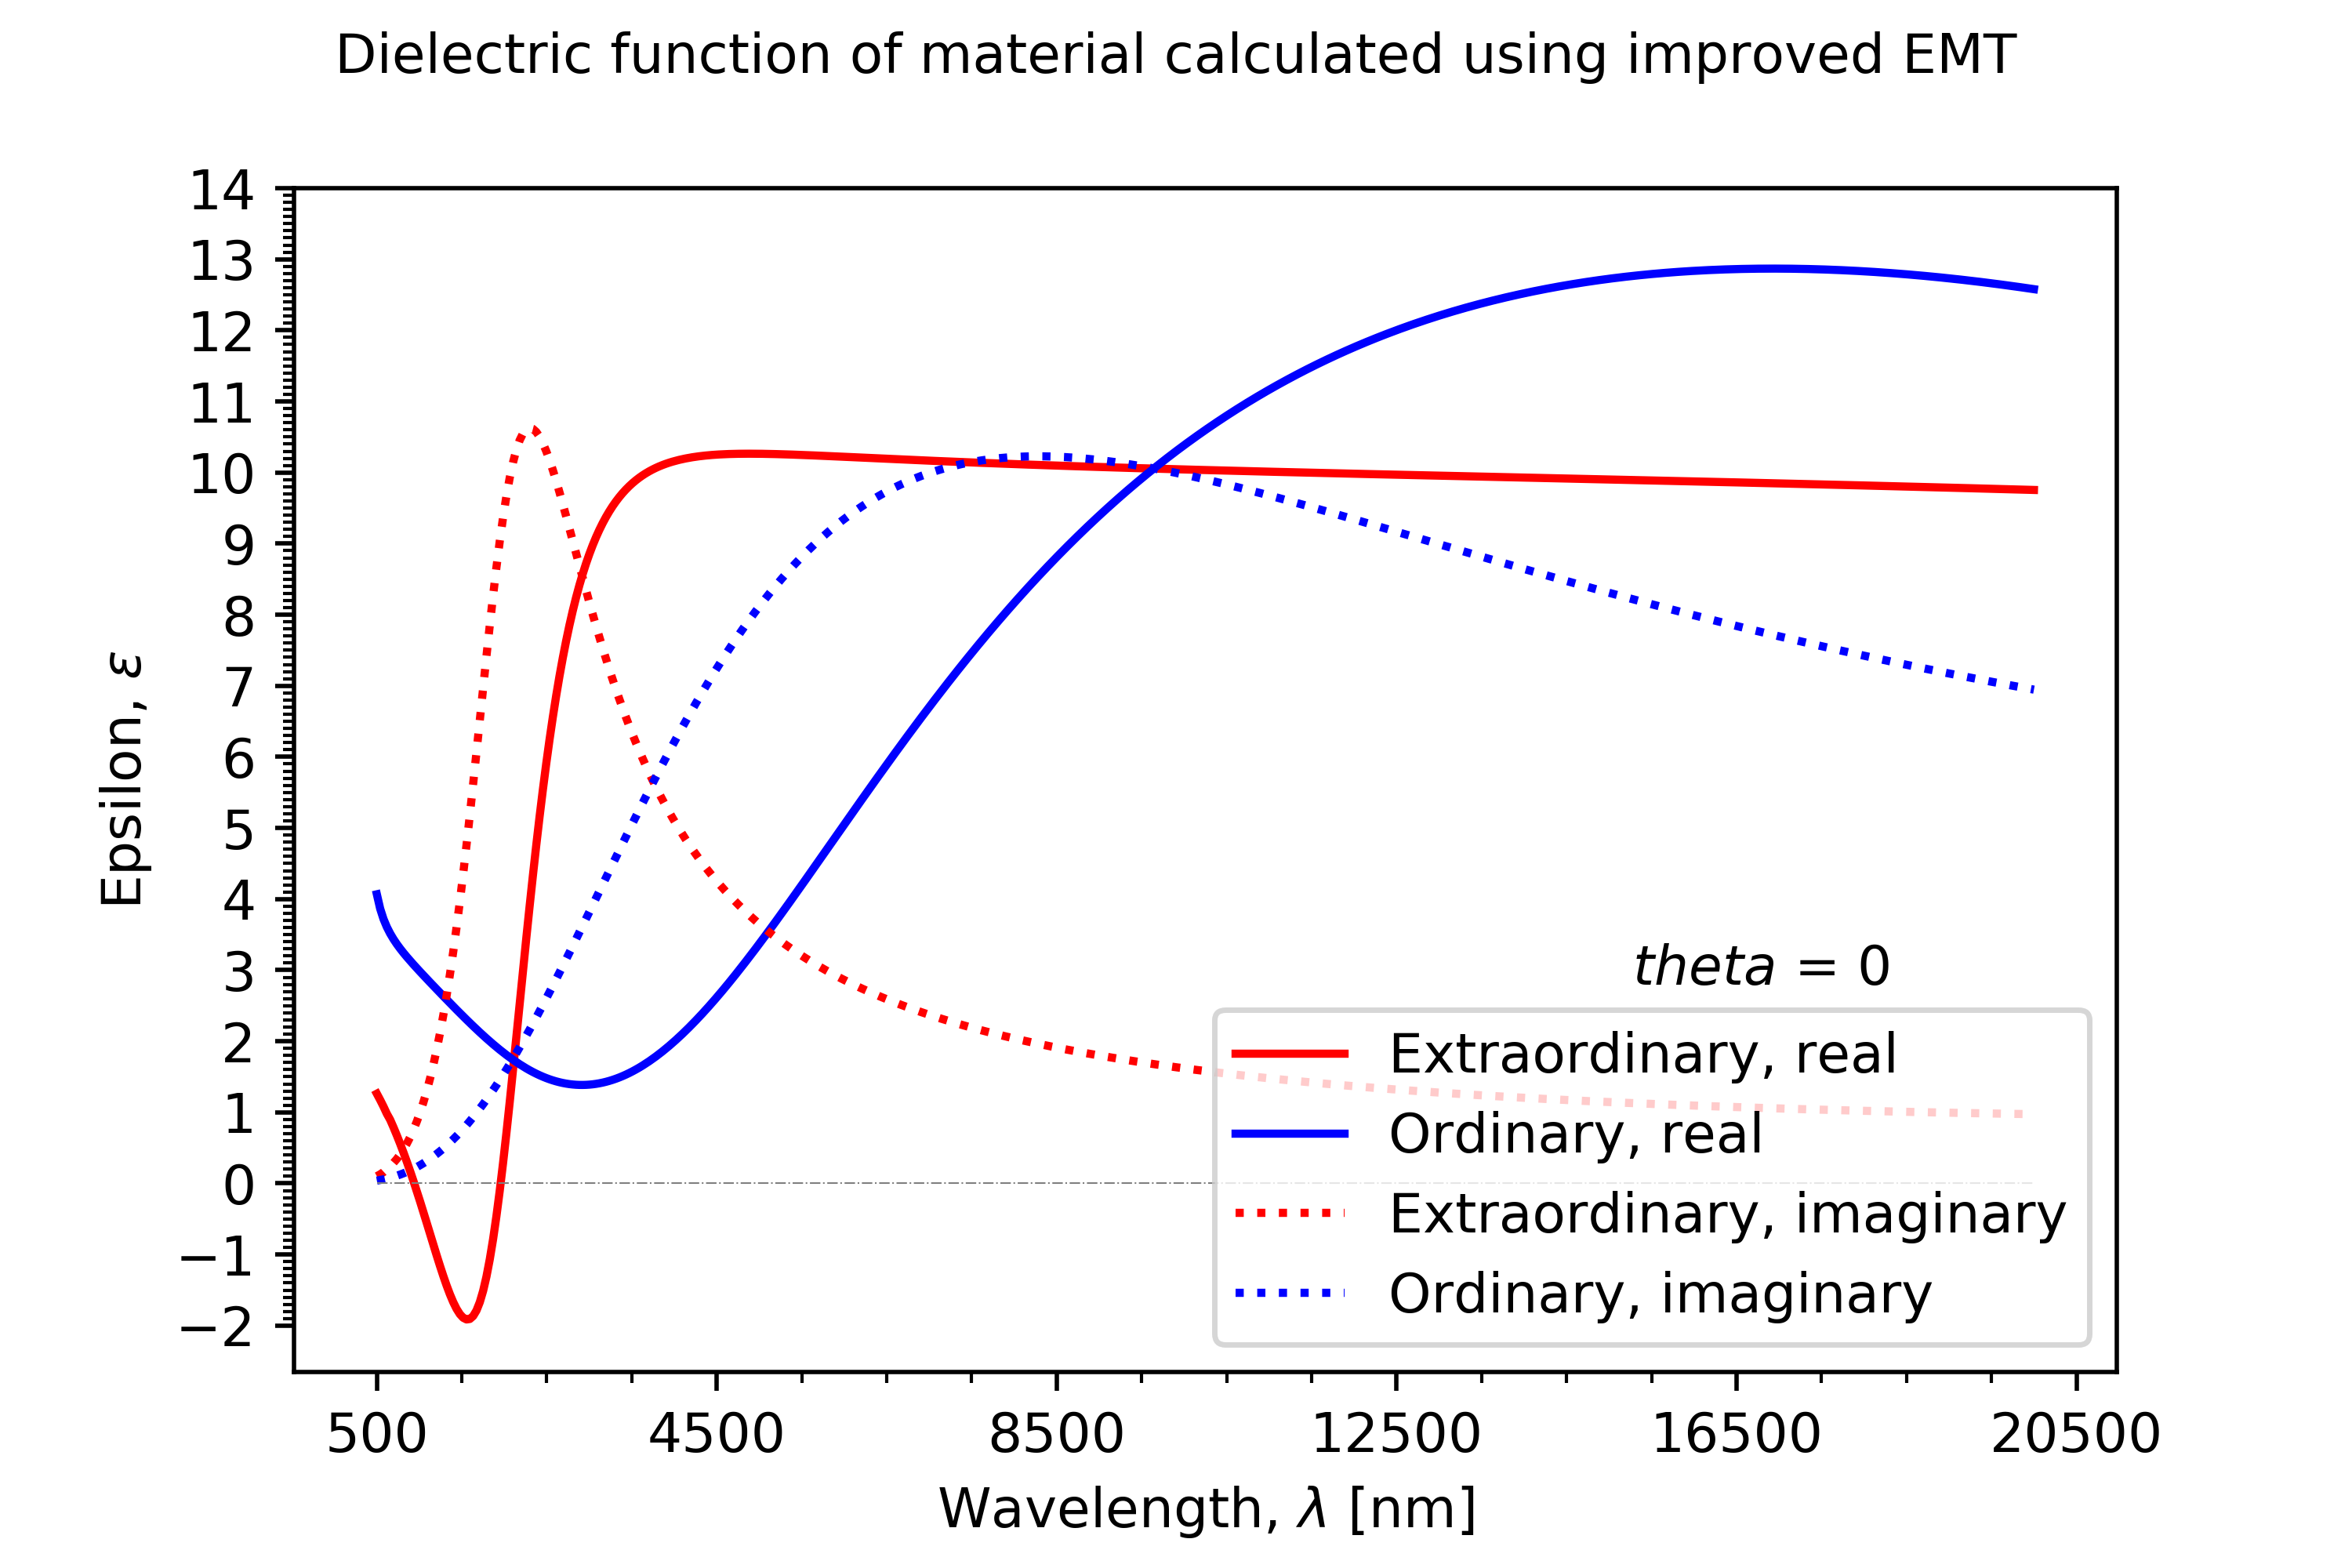 Dielectric function of material calculated using improved EMT
14
13
12
11
10
9
8
7
6
5
4
3
2
1
0
−1
−2
Epsilon, ε
theta = 0
Extraordinary, real
Ordinary, real
Extraordinary, imaginary
Ordinary, imaginary
500 4500 8500 12500 16500 20500
Wavelength, λ [nm]